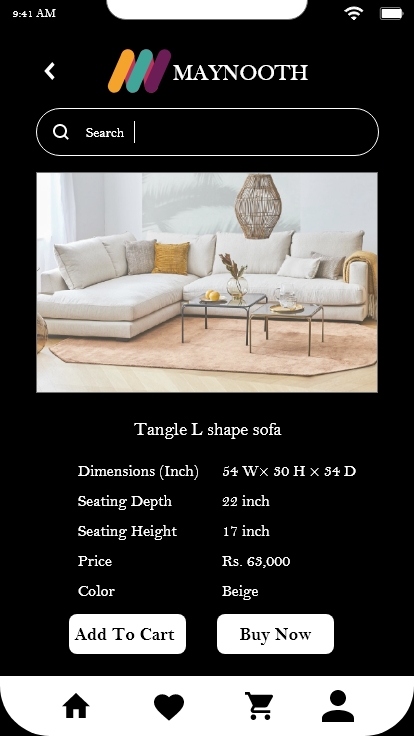 9:41 AM
MAYNOOTH
Search
Tangle L shape sofa
Dimensions (Inch) 54 W× 30 H × 34 D
Seating Depth 22 inch
Seating Height 17 inch
Price Rs. 63,000
Color Beige
Add To Cart Buy Now